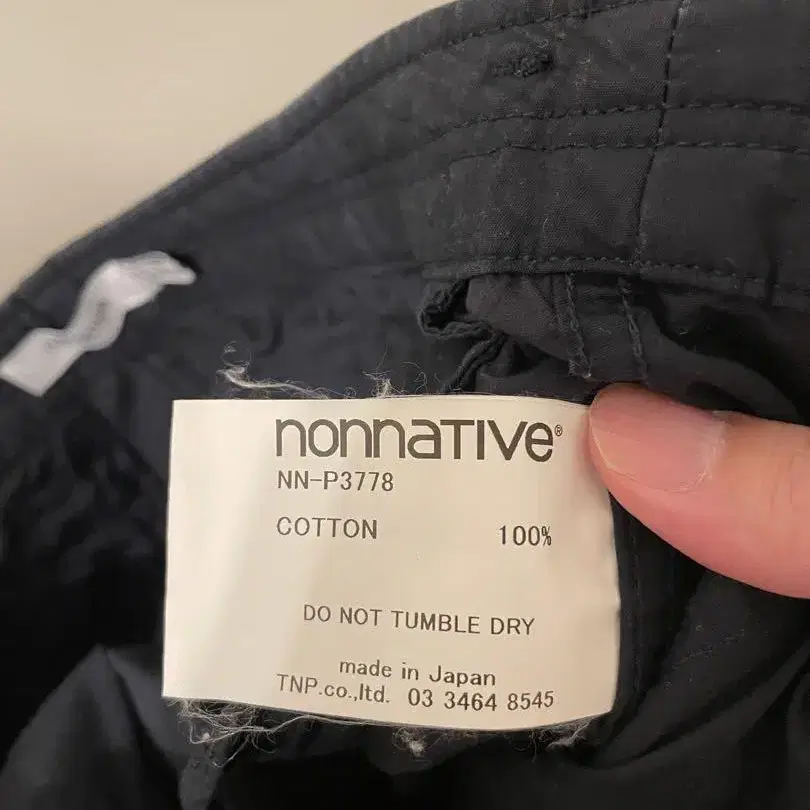 nonnaTIVe®
NN-P3778
COTTON 100%
DO NOT TUMBLE DRY
made in Japan
TNP.co.,ltd. 03 3464 8545